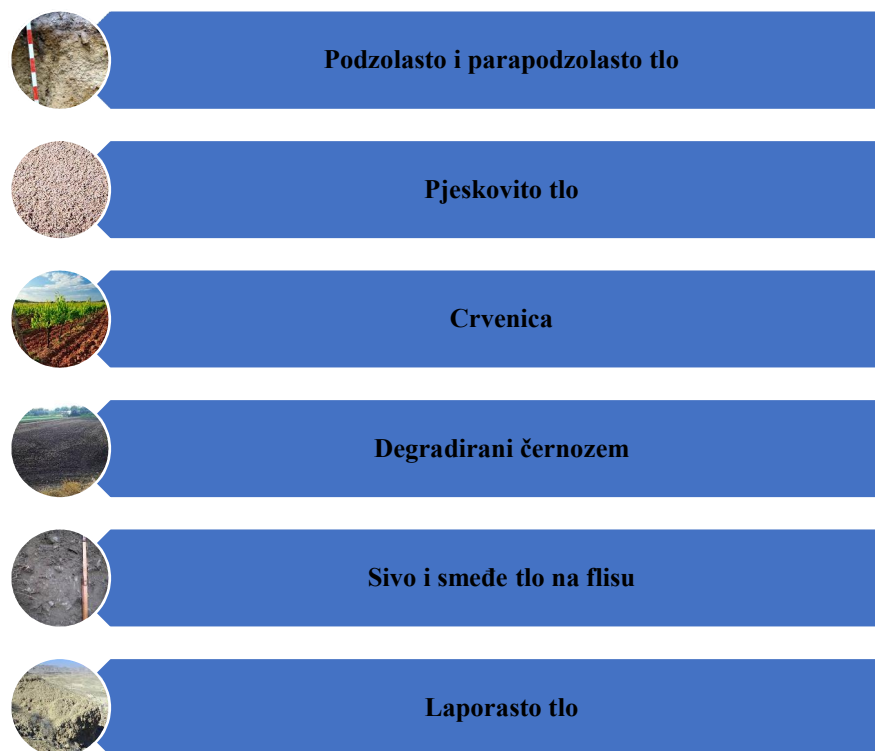 Podzolasto i parapodzolasto tlo
Pjeskovito tlo
Crvenica
Degradirani černozem
Sivo i smeđe tlo na flisu
Laporasto tlo